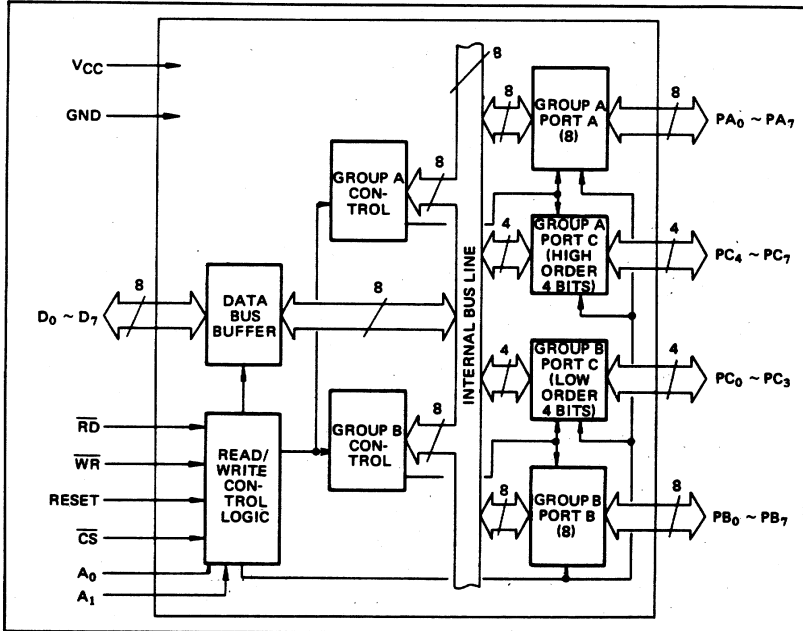 VCC
GND
8
GROUP A
CON-
TROL
8
8
GROUP A
PORT A
(8)
8
PA0 ~ PA7
4
GROUP A
PORT C
(HIGH
ORDER
4 BITS)
4
PC4 ~ PC7
D0 ~ D7
8
DATA
BUS
BUFFER
8
INTERNAL BUS LINE
4
GROUP B
PORT C
(LOW
ORDER
4 BITS)
4
PC0 ~ PC3
R̅D̅
W̅R̅
RESET
C̅S̅
A0
A1
READ/
WRITE
CON-
TROL
LOGIC
GROUP B
CON-
TROL
8
8
GROUP B
PORT B
(8)
8
PB0 ~ PB7